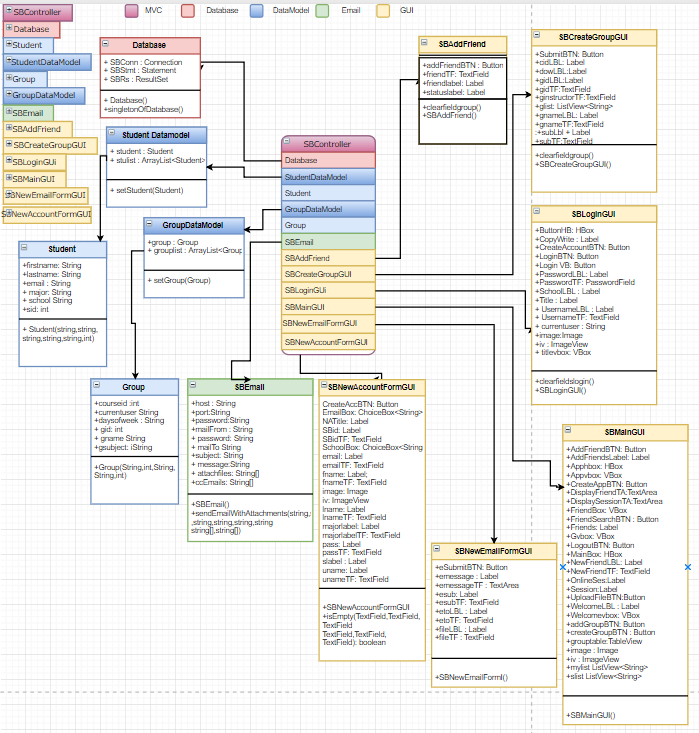 SBController
Database
Student
StudentDataModel
Group
GroupDataModel
SBEmail
SBAddFriend
SBCreateGroupGUI
SBLoginGUi
SBMainGUI
SBNewEmailFormGUI
SBNewAccountFormGUI
MVC
Database
DataModel
Email
GUI
Database
+ SBConn : Connection
+ SBStmt : Statement
+ SBRs : ResultSet
+ Database()
+singletonOfDatabase()
Student Datamodel
+ student : Student
+ stulist : ArrayList<Student>
+ setStudent(Student)
GroupDataModel
+group : Group
+ grouplist : ArrayList<Group
+ setGroup(Group)
Student
+firstname: String
+lastname: String
+email : String
+ major: String
+ school String
+sid: int
+ Student(string,string,
string,string,string,int)
SBController
Database
StudentDataModel
Student
GroupDataModel
Group
SBEmail
SBAddFriend
SBCreateGroupGUI
SBLoginGUi
SBMainGUI
SBNewEmailFormGUI
SBNewAccountFormGUI
SBAddFriend
+addFriendBTN : Button
+friendTF: TextField
+friendlabel: Label
+statuslabel: Label
+clearfieldgroup()
+SBAddFriend()
SBCreateGroupGUI
+SubmitBTN: Button
+cidLBL: Label
+dowLBL:Label
+gidLBL:Label
+gidTF:TextField
+ginstructorTF:TextField
+glist: ListView<String>
+gnameLBL: Label
+gnameTF:TextField
:+subLbl + Label
+subTF:TextField
+clearfieldgroup()
+SBCreateGroupGUI()
SBLoginGUI
+ButtonHB: HBox
+CopyWrite : Label
+CreateAccountBTN: Button
+LoginBTN: Button
+Login VB: Button
+PasswordLBL: Label
+PasswordTF: PasswordField
+SchoolLBL : Label
+Title : Label
+ UsernameLBL : Label
+ UsernameTF: TextField
+ currentuser : String
+image:Image
+iv : ImageView
+ titlevbox: VBox
+clearfieldslogin()
+SBLoginGUI()
Group
+courseid :int
+currentuser String
+daysofweek : String
+ gid: int
+ gname String
+gsubject: iString
+Group(String,int,String,
String,int)
SBEmail
+host : String
+ port:String
+password:String
+mailFrom : String
+ password: String
+ mailTo String
+subject: String
+ message:String
+ attachfiles: String[]
+ccEmails: String[]
+SBEmail()
+sendEmailWithAttachments(string,s
,string,string,string,string
string[],string[])
SBNewAccountFormGUI
CreateAccBTN: Button
EmailBox: ChoiceBox<String>
NATitle: Label
SBid: Label
SBidTF: TextField
SchoolBox: ChoiceBox<String
email: Label
emailTF: TextField
fname: Label;
fnameTF: TextField
image: Image
iv: ImageView
lname: Label
lnameTF: TextField
majorlabel: Label
majorlabelTF: TextField
pass: Label
passTF: TextField
slabel : Label
uname: Label
unameTF: TextField
+SBNewAccountFormGUI
+isEmpty(TextField,TextField,
TextField
TextField,TextField,
TextField): boolean
SBNewEmailFormGUI
+eSubmitBTN: Button
+emessage : Label
+emessageTF : TextArea
+esub: Label
+esubTF: TextField
+etoLBL : Label
+etoTF: TextField
+fileLBL : Label
+fileTF : TextField
+SBNewEmailForml()
SBMainGUI
+AddFriendBTN: Button
+AddFriendsLabel: Label
+Apphbox: HBox
+Appvbox: VBox
+CreateAppBTN: Button
+DisplayFriendTA:TextArea
+DisplaySessionTA:TextArea
+FriendBox: VBox
+FriendSearchBTN : Button
+Friends: Label
+Gvbox: VBox
+LogoutBTN: Button
+MainBox: HBox
+NewFriendLBL: Label
+NewFriendTF: TextField
+OnlineSes:Label
+Session:Label
+UploadFileBTN:Button
+WelcomeLBL : Label
+Welcomevbox: VBox
+addGroupBTN: Button
+createGroupBTN : Button
+grouptable:TableView
+image : Image
+iv : ImageView
+mylist ListView<String>
+slist ListView<String>
+SBMainGUI()